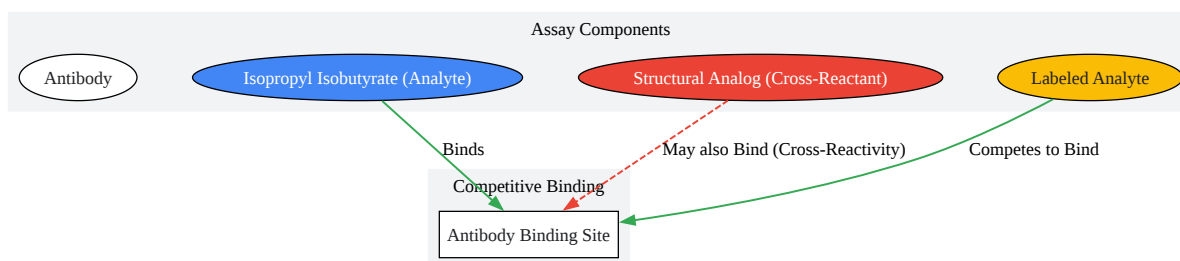 Assay Components
Antibody
Isopropyl Isobutyrate (Analyte)
Structural Analog (Cross-Reactant)
Labeled Analyte
Binds
May also Bind (Cross-Reactivity)
Competes to Bind
Competitive Binding
Antibody Binding Site